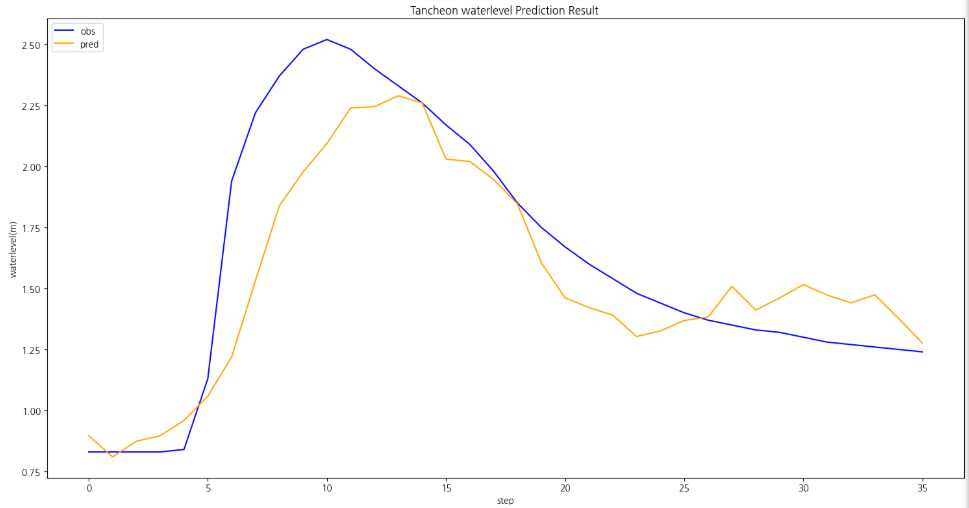 Tancheon waterlevel Prediction Result
obs
pred
2.50
2.25
2.00
1.75
1.50
1.25
1.00
0.75
waterlevel(m)
0 5 10 15 20 25 30 35
step